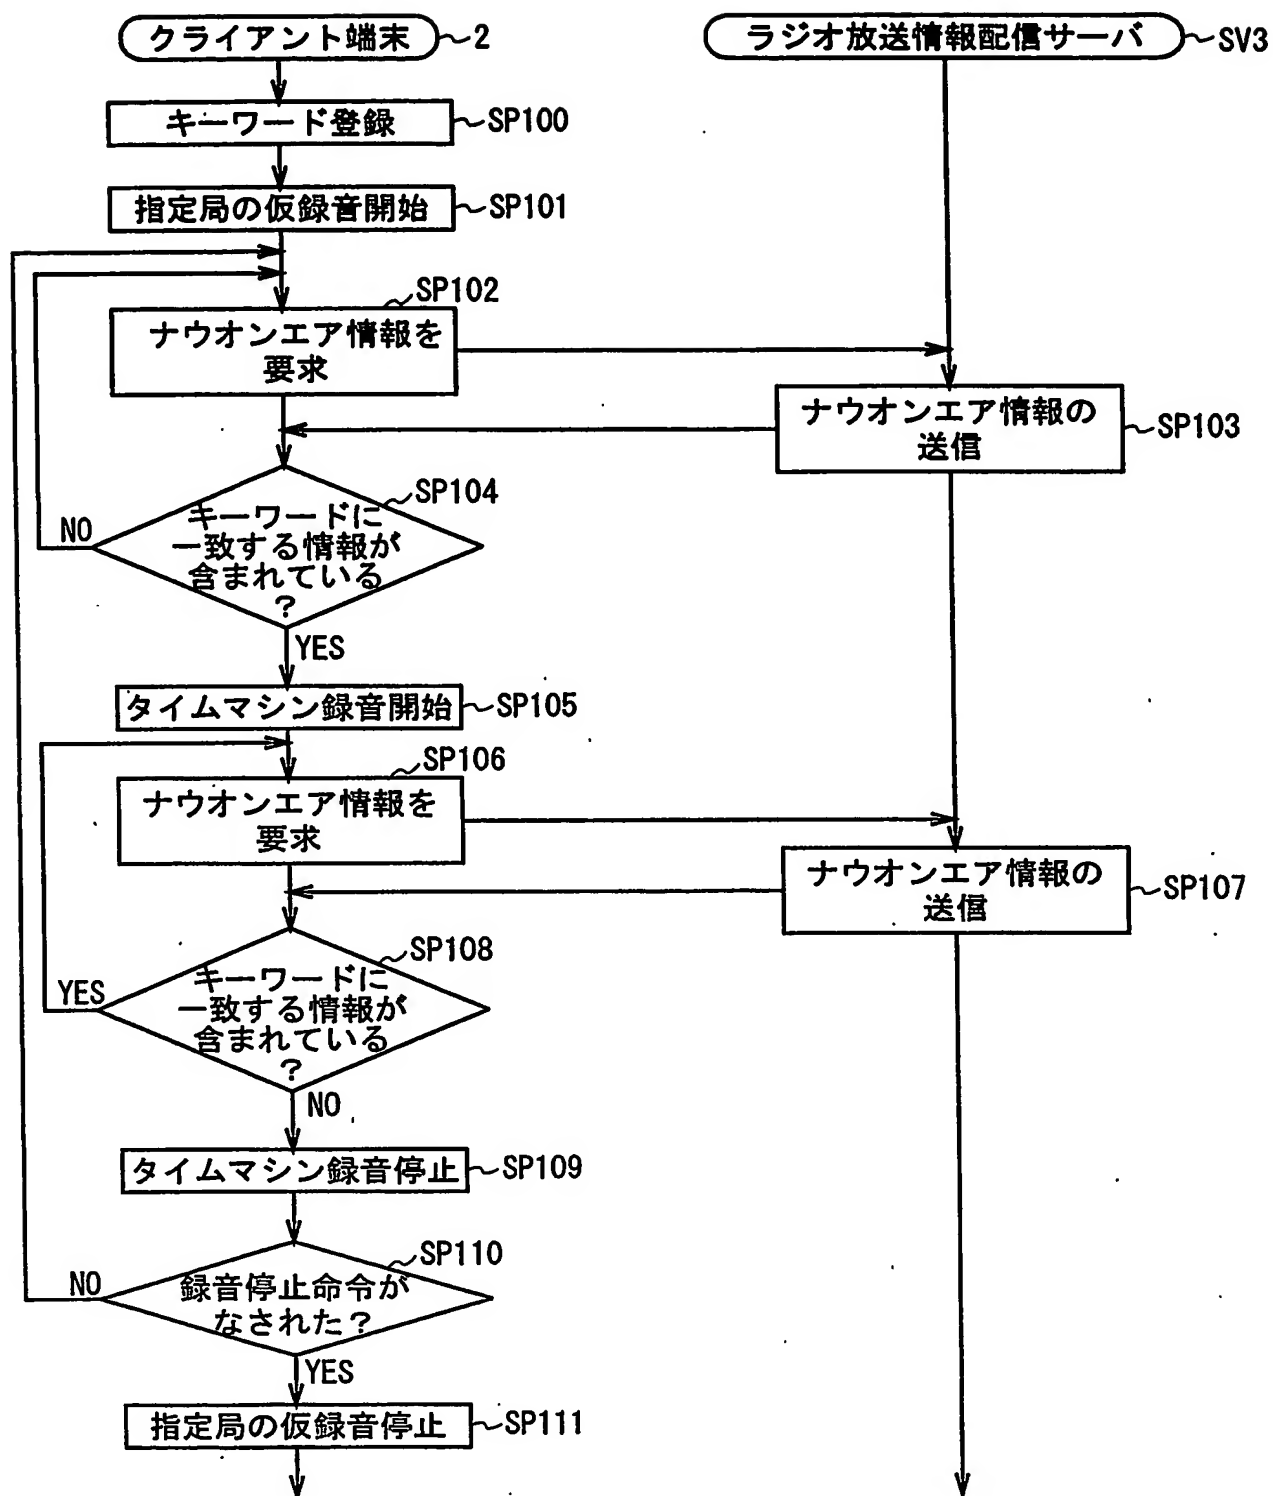 クライアント端末
2
ラジオ放送情報配信サーバ
SV3
キーワード登録
SP100
指定局の仮録音開始
SP101
SP102
ナウオンエア情報を
要求
ナウオンエア情報の
送信
SP103
SP104
キーワードに
一致する情報が
含まれている
?
NO
YES
タイムマシン録音開始
SP105
SP106
ナウオンエア情報を
要求
ナウオンエア情報の
送信
SP107
SP108
キーワードに
一致する情報が
含まれている
?
YES
NO
タイムマシン録音停止
SP109
SP110
録音停止命令が
なされた?
NO
YES
指定局の仮録音停止
SP111